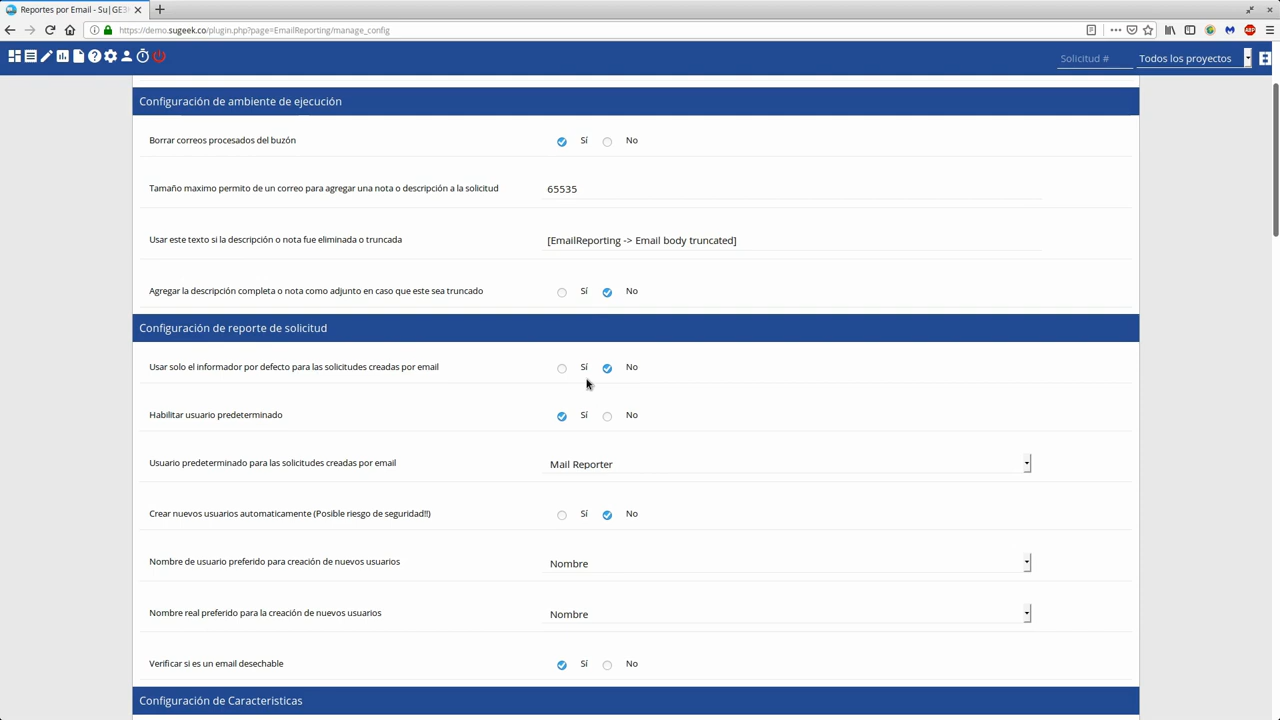 Reportes por Email - Su|GE3K
https://demo.sugeek.co/plugin.php?page=EmailReporting/manage_config
Solicitud # Todos los proyectos
Configuración de ambiente de ejecución
Borrar correos procesados del buzón Sí No
Tamaño maximo permito de un correo para agregar una nota o descripción a la solicitud 65535
Usar este texto si la descripción o nota fue eliminada o truncada [EmailReporting -> Email body truncated]
Agregar la descripción completa o nota como adjunto en caso que este sea truncado Sí No
Configuración de reporte de solicitud
Usar solo el informador por defecto para las solicitudes creadas por email Sí No
Habilitar usuario predeterminado Sí No
Usuario predeterminado para las solicitudes creadas por email Mail Reporter
Crear nuevos usuarios automaticamente (Posible riesgo de seguridad!!) Sí No
Nombre de usuario preferido para creación de nuevos usuarios Nombre
Nombre real preferido para la creación de nuevos usuarios Nombre
Verificar si es un email desechable Sí No
Configuración de Caracteristicas